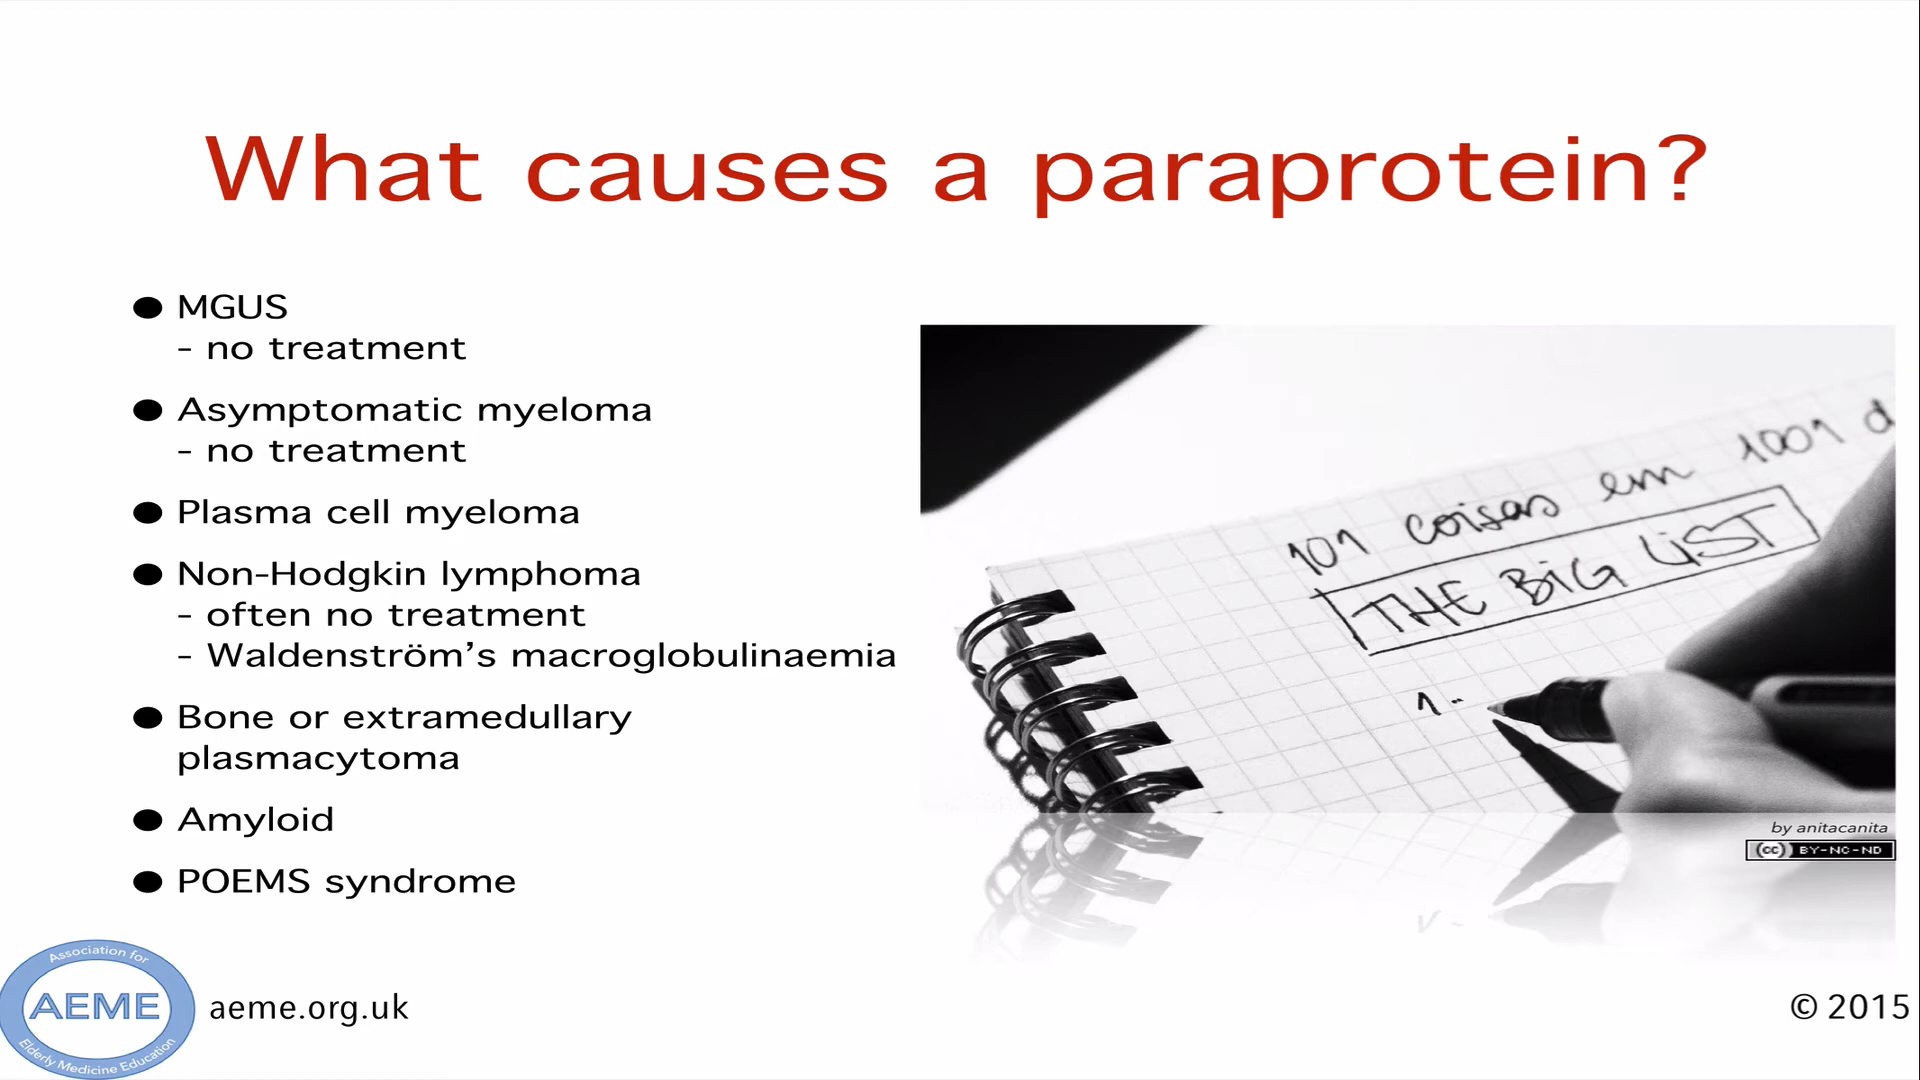 What causes a paraprotein?
● MGUS
- no treatment
● Asymptomatic myeloma
- no treatment
● Plasma cell myeloma
● Non-Hodgkin lymphoma
- often no treatment
- Waldenström’s macroglobulinaemia
● Bone or extramedullary
plasmacytoma
● Amyloid
● POEMS syndrome
101 coisas em 1001 d
THE BIG LIST
1-
by anitacanita
cc BY-NC-ND
Association for
AEME
Elderly Medicine Education
aeme.org.uk
© 2015